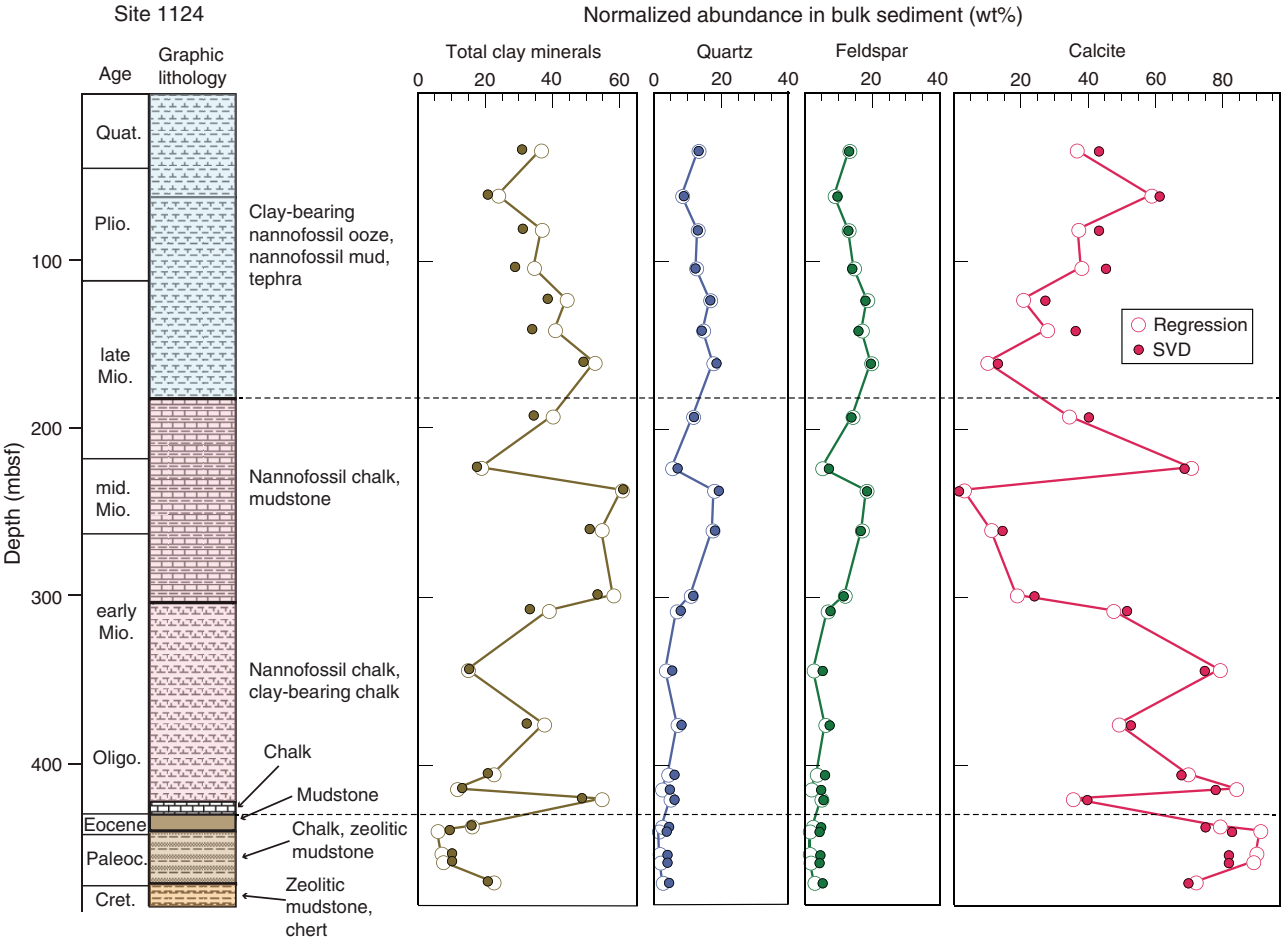 Site 1124
Normalized abundance in bulk sediment (wt%)
Age
Graphic
lithology
Total clay minerals
Quartz
Feldspar
Calcite
0 20 40 60
0 20 40
0 20 40
20 40 60 80
Depth (mbsf)
100
200
300
400
Quat.
Plio.
late
Mio.
mid.
Mio.
early
Mio.
Oligo.
Eocene
Paleoc.
Cret.
Clay-bearing
nannofossil ooze,
nannofossil mud,
tephra
Nannofossil chalk,
mudstone
Nannofossil chalk,
clay-bearing chalk
Chalk
Mudstone
Chalk, zeolitic
mudstone
Zeolitic
mudstone,
chert
Regression
SVD